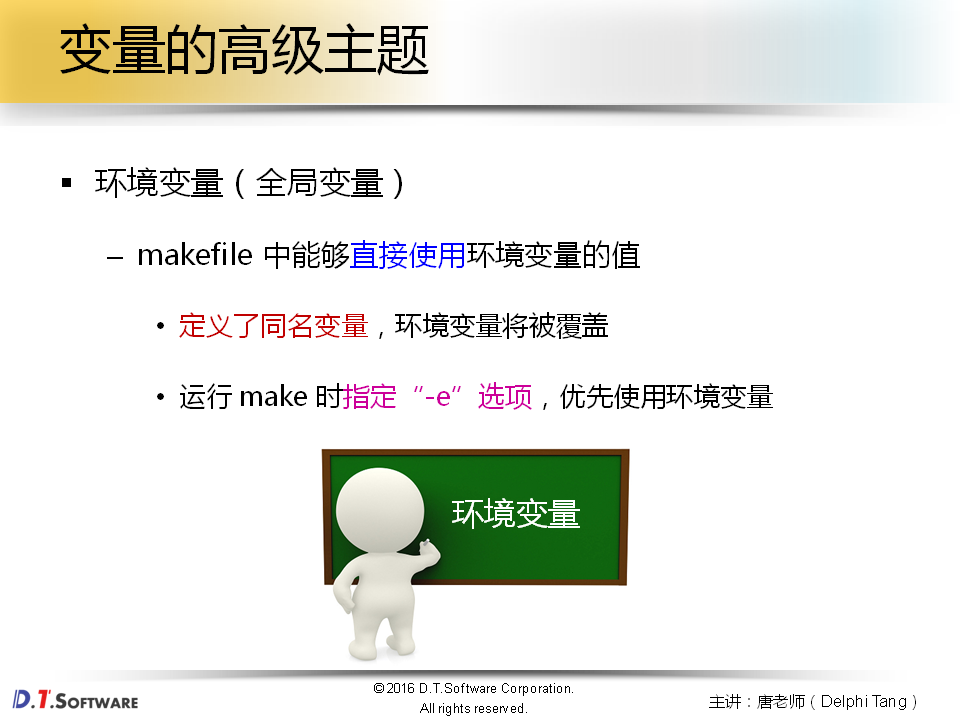 变量的高级主题
▪ 环境变量（全局变量）
– makefile 中能够直接使用环境变量的值
• 定义了同名变量，环境变量将被覆盖
• 运行 make 时指定“-e”选项，优先使用环境变量
环境变量
D.T.SOFTWARE
©2016 D.T.Software Corporation.
All rights reserved.
主讲：唐老师（Delphi Tang）